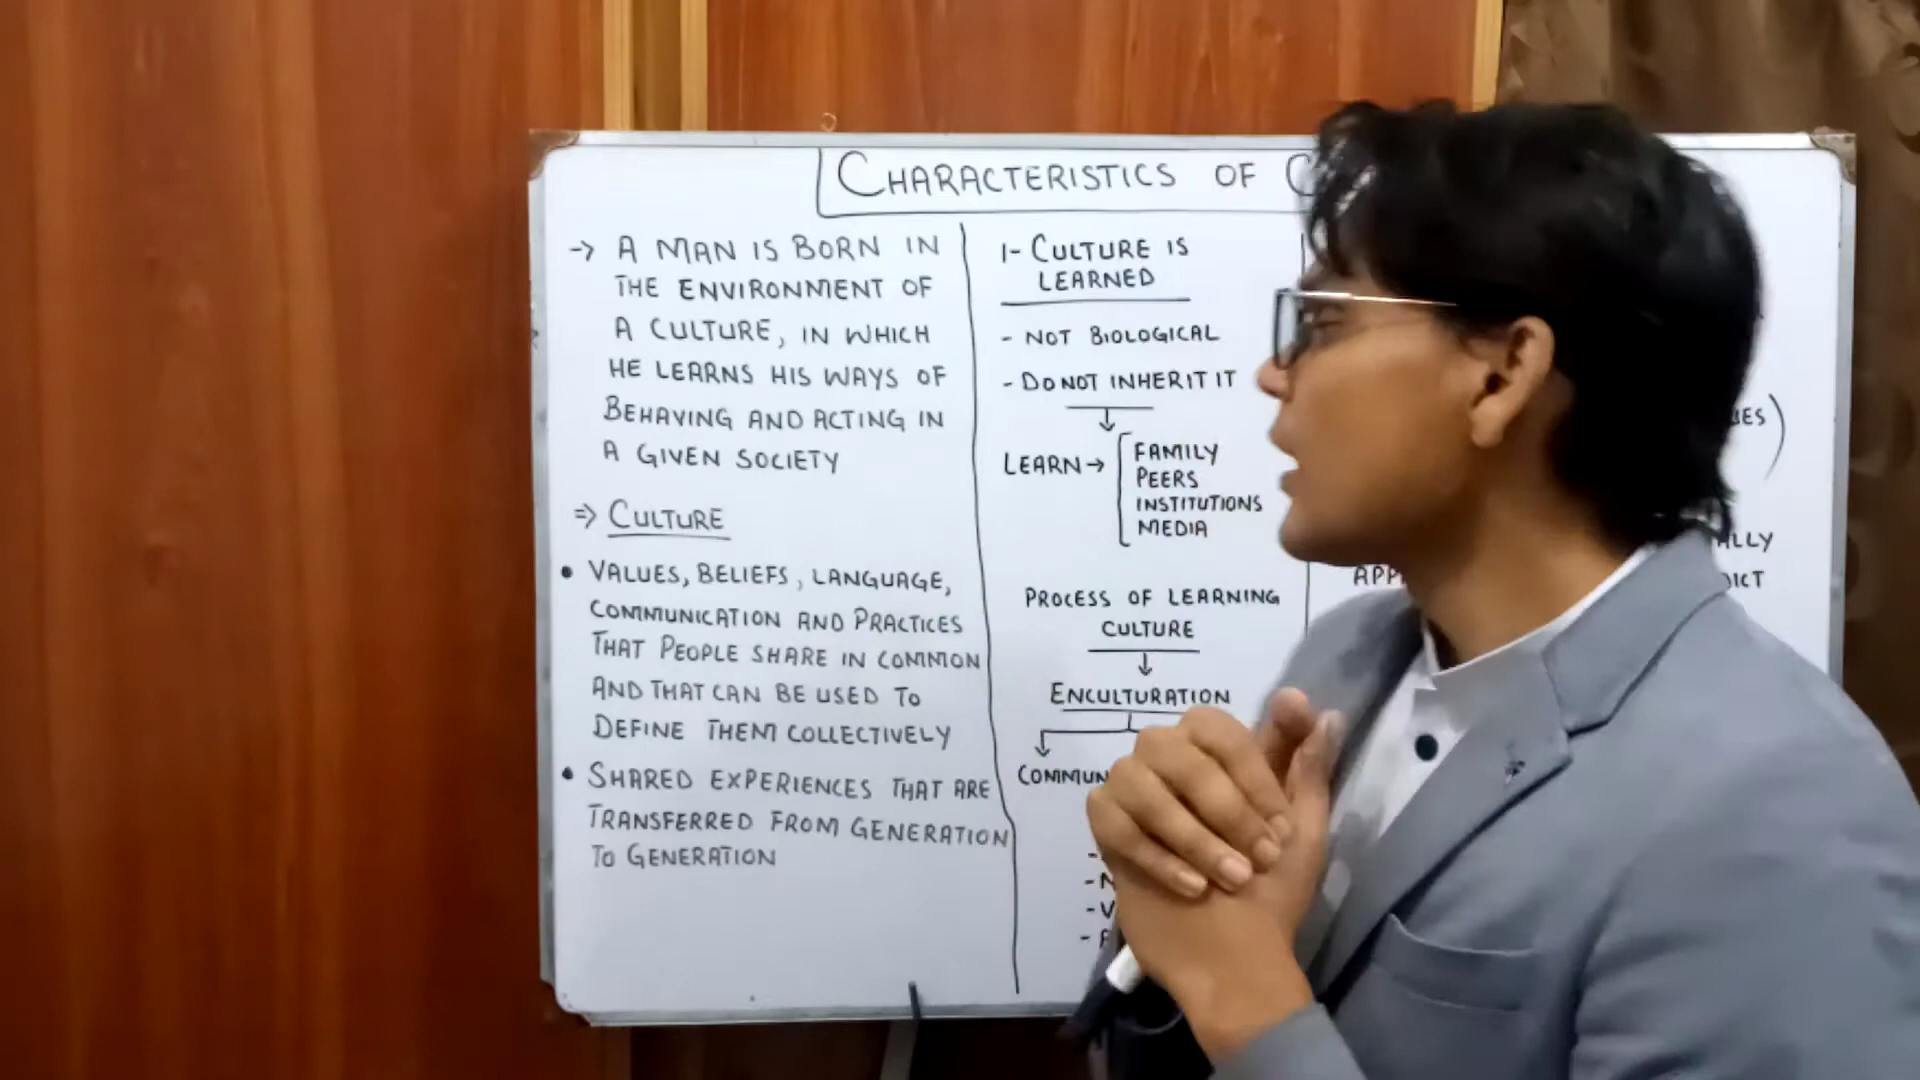 CHARACTERISTICS OF
→ A MAN IS BORN IN
THE ENVIRONMENT OF
A CULTURE, IN WHICH
HE LEARNS HIS WAYS OF
BEHAVING AND ACTING IN
A GIVEN SOCIETY
⇒ CULTURE
• VALUES, BELIEFS, LANGUAGE,
COMMUNICATION AND PRACTICES
THAT PEOPLE SHARE IN COMMON
AND THAT CAN BE USED TO
DEFINE THEM COLLECTIVELY
• SHARED EXPERIENCES THAT ARE
TRANSFERRED FROM GENERATION
TO GENERATION
1- CULTURE IS
LEARNED
- NOT BIOLOGICAL
- DO NOT INHERIT IT
LEARN →
FAMILY
PEERS
INSTITUTIONS
MEDIA
PROCESS OF LEARNING
CULTURE
ENCULTURATION